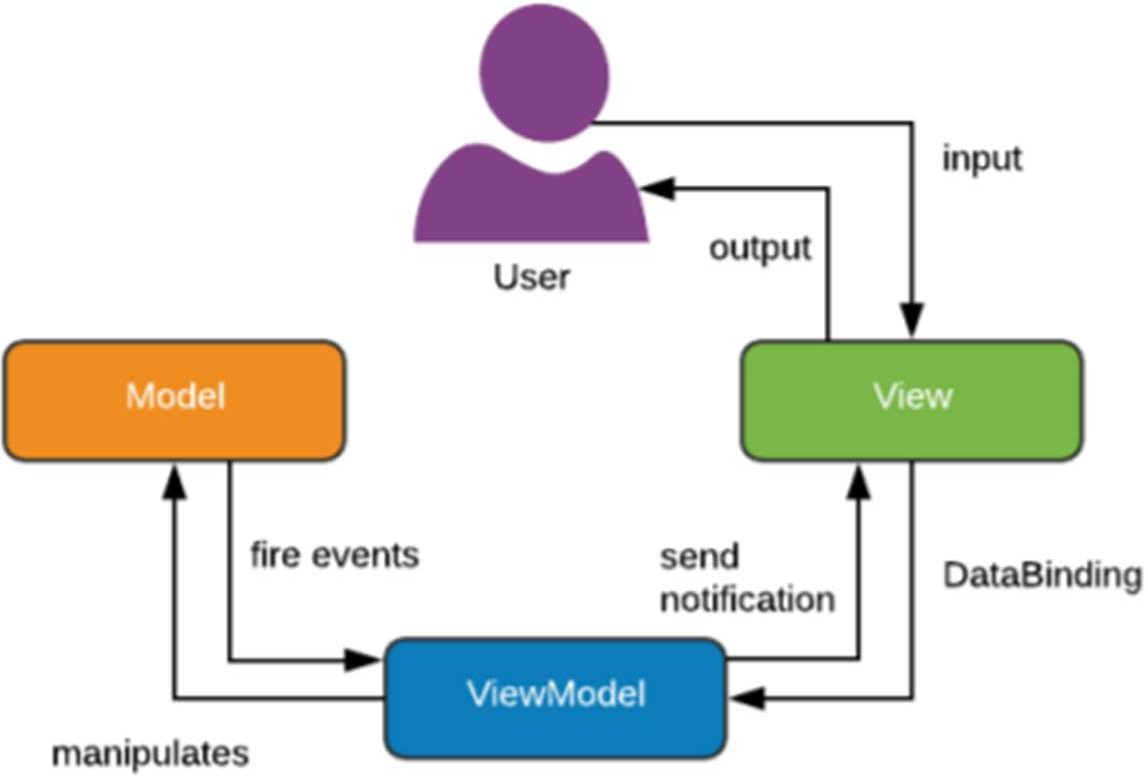 input
output
User
Model
View
fire events
send
notification
DataBinding
ViewModel
manipulates